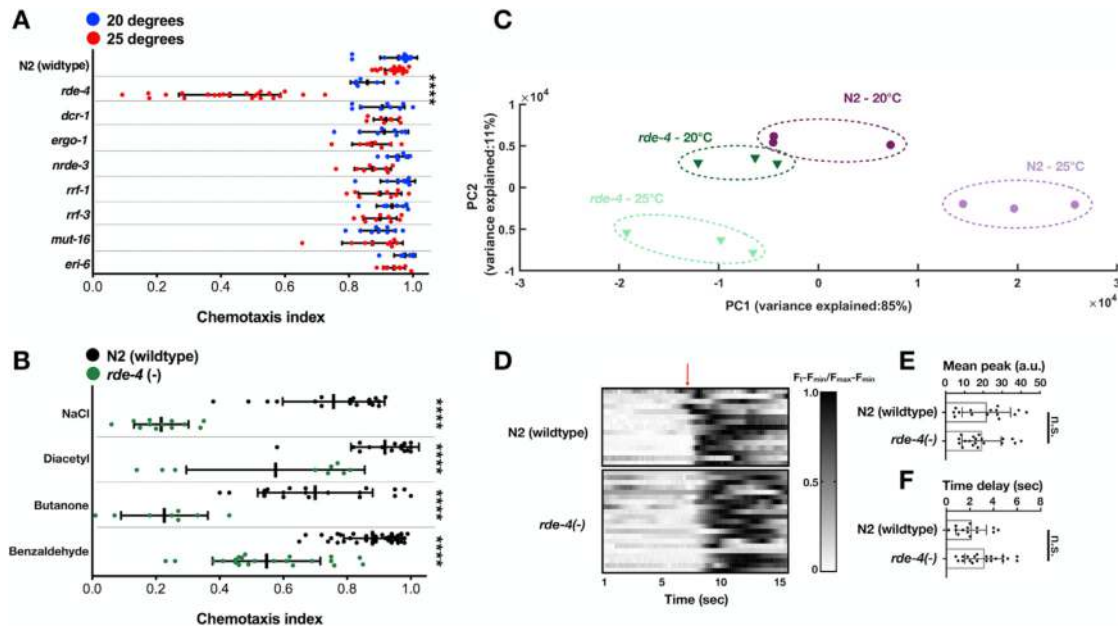 A
20 degrees
25 degrees
N2 (widtype)
rde-4
dcr-1
ergo-1
nrde-3
rrf-1
rrf-3
mut-16
eri-6
****
****
0.0 0.2 0.4 0.6 0.8 1.0
Chemotaxis index
B
N2 (wildtype)
rde-4 (-)
NaCl
Diacetyl
Butanone
Benzaldehyde
****
****
****
****
0.0 0.2 0.4 0.6 0.8 1.0
Chemotaxis index
C
×10⁴
1
0.5
0
0.5
-1
PC2
(variance explained:11%)
N2 - 20°C
rde-4 - 20°C
N2 - 25°C
rde-4 - 25°C
-2 -1 0 1 2
×10⁴
PC1 (variance explained:85%)
D
N2 (wildtype)
rde-4(-)
1 5 10 15
Time (sec)
Ft-Fmin/Fmax-Fmin
1.0
0.5
0
E
Mean peak (a.u.)
0 10 20 30 40 50
N2 (wildtype)
rde-4(-)
n.s.
F
Time delay (sec)
0 2 4 6 8
N2 (wildtype)
rde-4(-)
n.s.